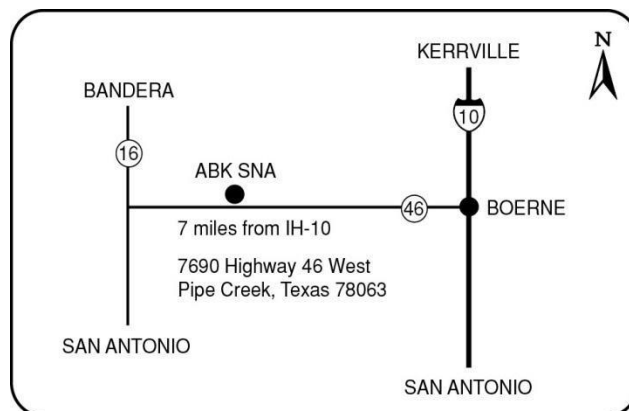 KERRVILLE
N
BANDERA
10
16
ABK SNA
46
BOERNE
7 miles from IH-10
7690 Highway 46 West
Pipe Creek, Texas 78063
SAN ANTONIO
SAN ANTONIO